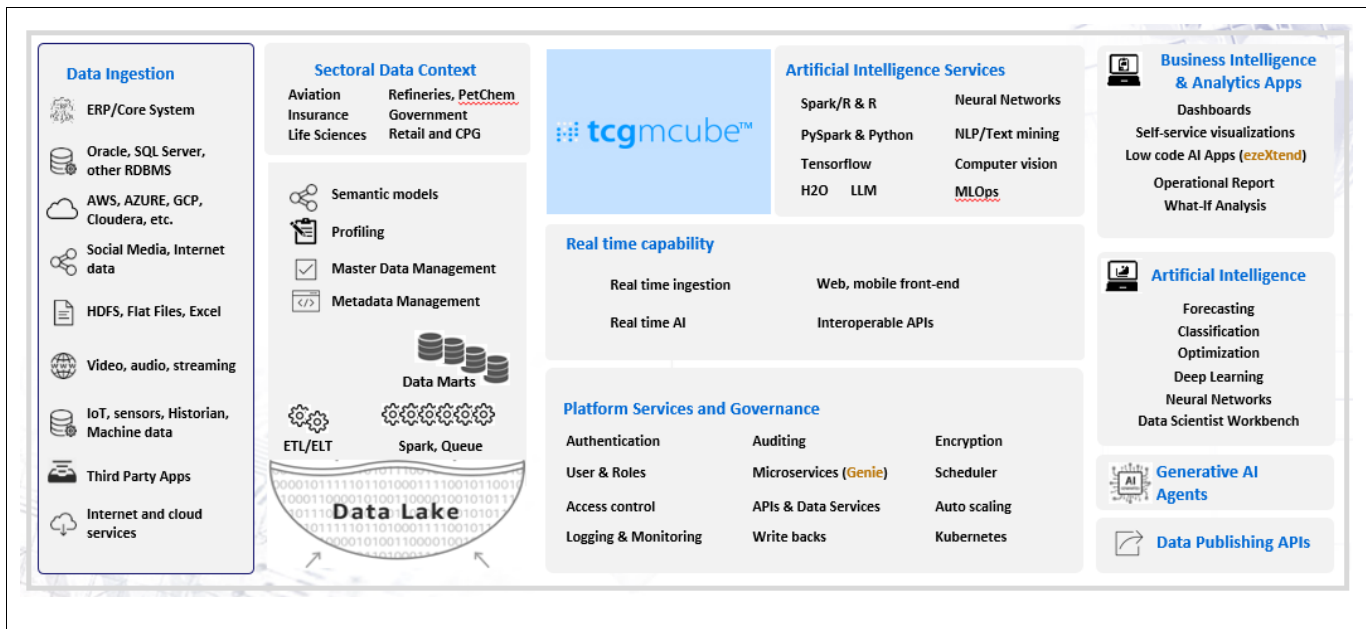 Data Ingestion
ERP/Core System
Oracle, SQL Server,
other RDBMS
AWS, AZURE, GCP,
Cloudera, etc.
Social Media, Internet
data
HDFS, Flat Files, Excel
Video, audio, streaming
IoT, sensors, Historian,
Machine data
Third Party Apps
Internet and cloud
services
Sectoral Data Context
Aviation Refineries, PetChem
Insurance Government
Life Sciences Retail and CPG
Semantic models
Profiling
Master Data Management
Metadata Management
Data Marts
ETL/ELT Spark, Queue
Data Lake
tcgmcube™
Artificial Intelligence Services
Spark/R & R Neural Networks
PySpark & Python NLP/Text mining
Tensorflow Computer vision
H2O LLM MLOps
Real time capability
Real time ingestion Web, mobile front-end
Real time AI Interoperable APIs
Platform Services and Governance
Authentication Auditing Encryption
User & Roles Microservices (Genie) Scheduler
Access control APIs & Data Services Auto scaling
Logging & Monitoring Write backs Kubernetes
Business Intelligence
& Analytics Apps
Dashboards
Self-service visualizations
Low code AI Apps (ezeXtend)
Operational Report
What-If Analysis
Artificial Intelligence
Forecasting
Classification
Optimization
Deep Learning
Neural Networks
Data Scientist Workbench
AI
Generative AI
Agents
Data Publishing APIs